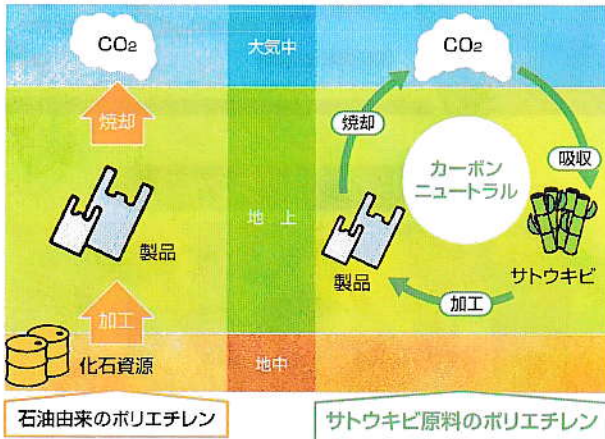 CO₂
大気中
CO₂
焼却
焼却
吸収
カーボン
ニュートラル
地上
製品
製品
サトウキビ
加工
加工
化石資源
地中
石油由来のポリエチレン
サトウキビ原料のポリエチレン